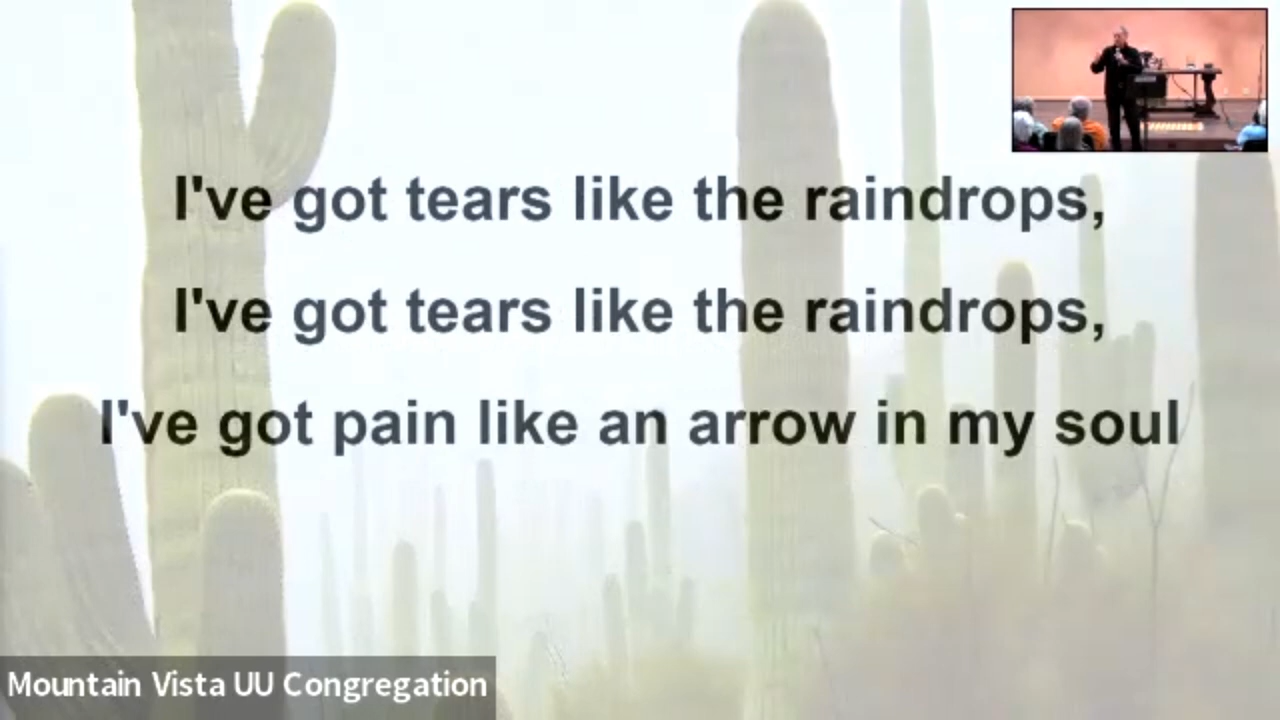 I've got tears like the raindrops,
I've got tears like the raindrops,
I've got pain like an arrow in my soul
Mountain Vista UU Congregation